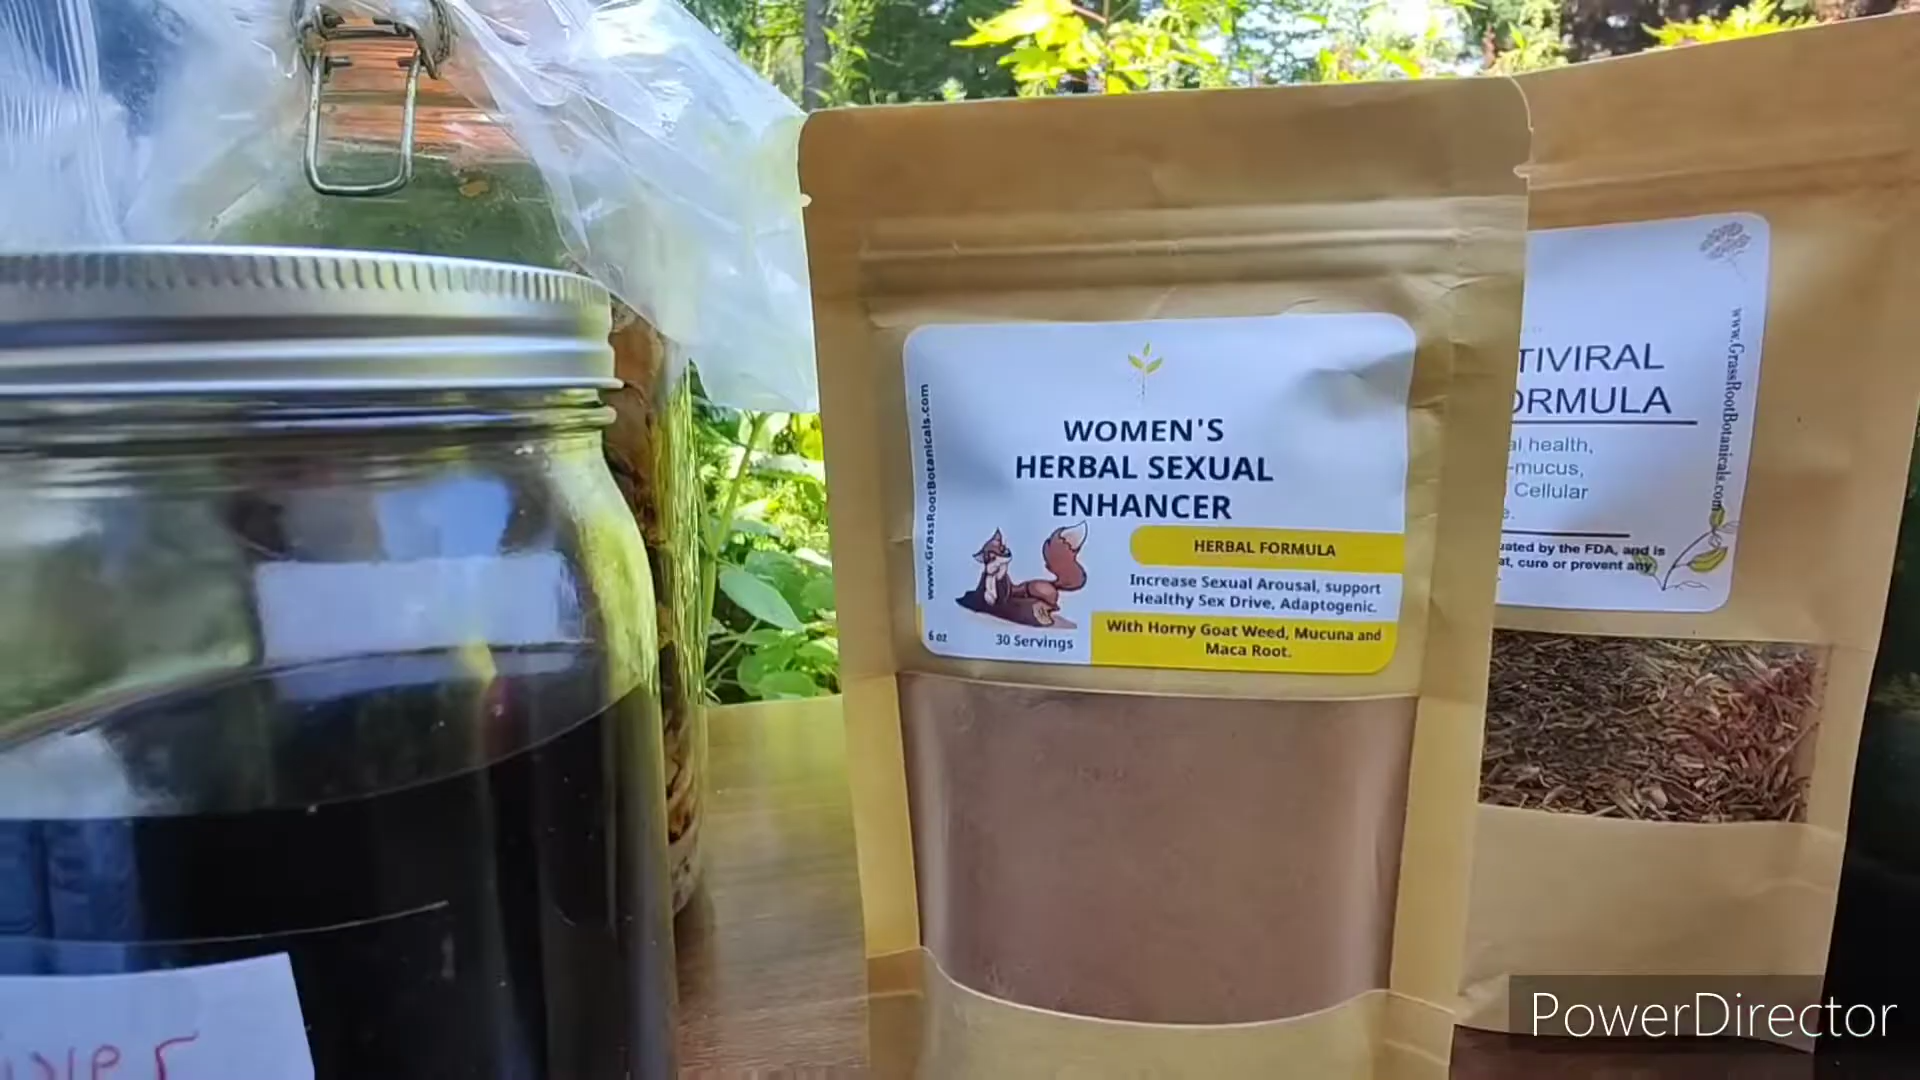 www.GrassRootBotanicals.com
WOMEN'S
HERBAL SEXUAL
ENHANCER
HERBAL FORMULA
Increase Sexual Arousal, support
Healthy Sex Drive, Adaptogenic.
With Horny Goat Weed, Mucuna and
Maca Root.
6 oz
30 Servings
TIVIRAL
ORMULA
al health,
-mucus,
Cellular
e.
uated by the FDA, and is
at, cure or prevent any
www.GrassRootBotanicals.com
PowerDirector